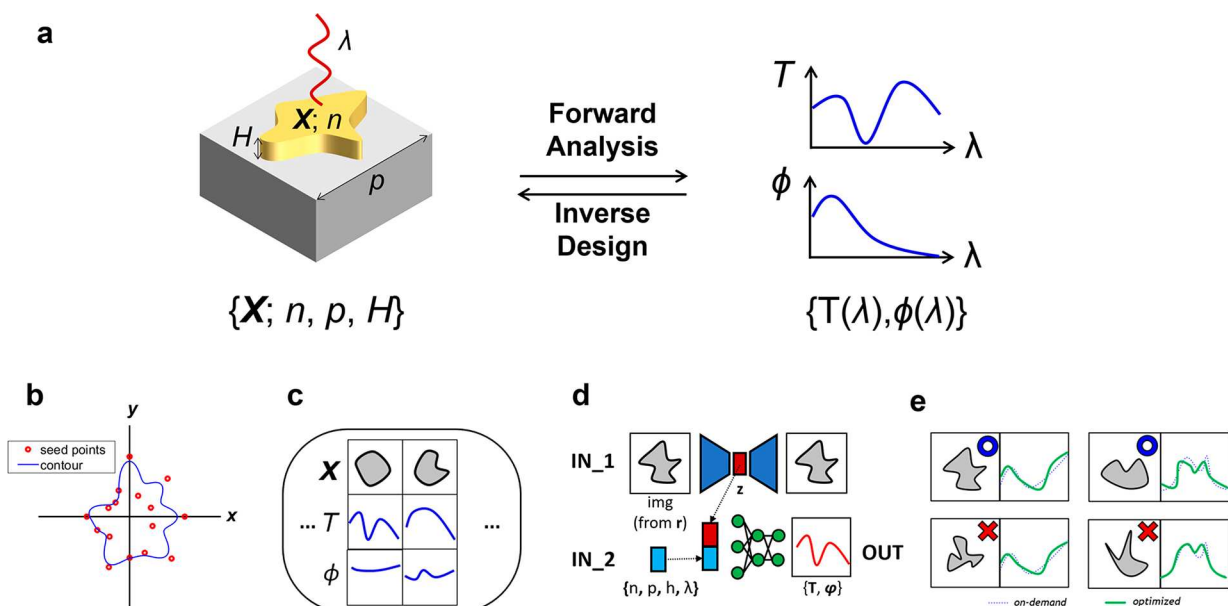 a
λ
X; n
H
p
{X; n, p, H}
Forward
Analysis
Inverse
Design
T
λ
ϕ
λ
{T(λ),ϕ(λ)}
b
y
seed points
contour
x
c
X
... T ...
ϕ
d
IN_1
img
(from r)
z
IN_2
{n, p, h, λ}
OUT
{T, φ}
e
on-demand
optimized